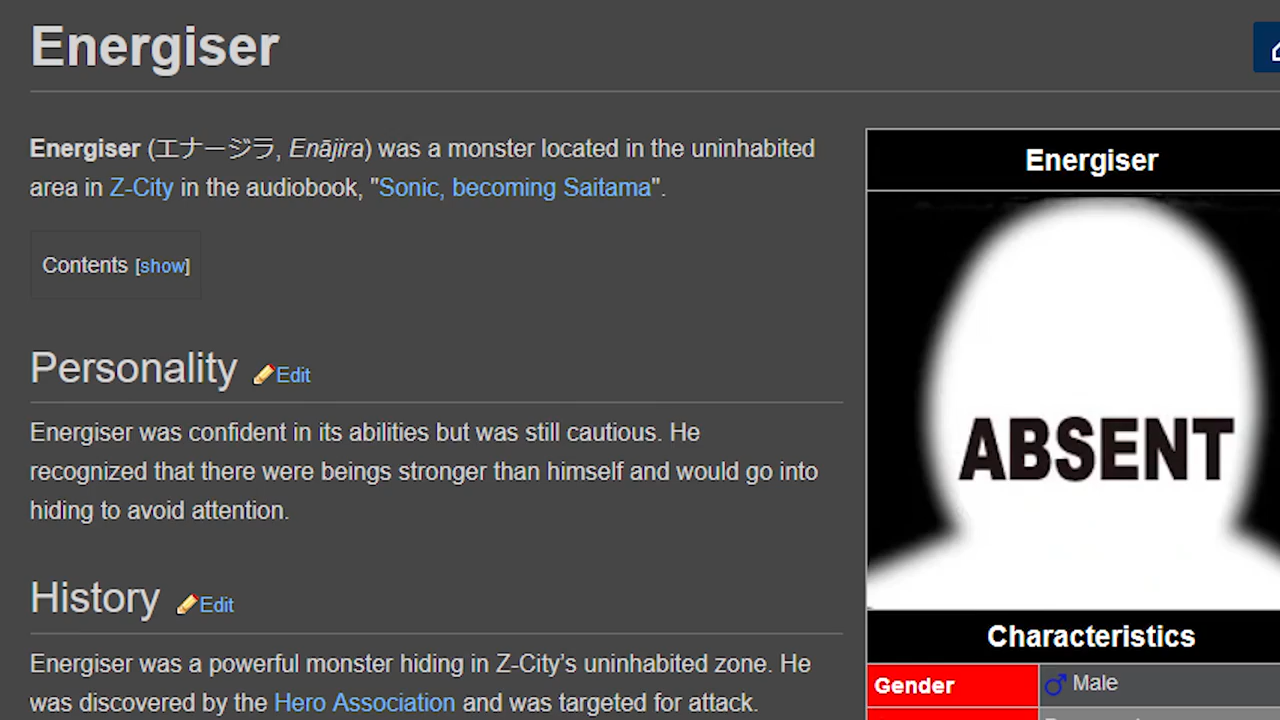 Energiser
Energiser (エナージラ, Enājira) was a monster located in the uninhabited
area in Z-City in the audiobook, "Sonic, becoming Saitama".
Contents [show]
Personality Edit
Energiser was confident in its abilities but was still cautious. He
recognized that there were beings stronger than himself and would go into
hiding to avoid attention.
History Edit
Energiser was a powerful monster hiding in Z-City's uninhabited zone. He
was discovered by the Hero Association and was targeted for attack.
Energiser
ABSENT
Characteristics
Gender ♂ Male